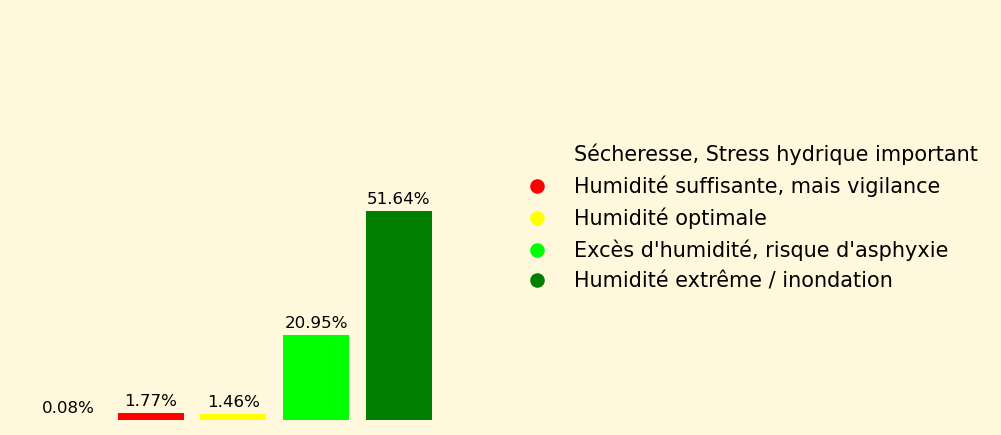 Sécheresse, Stress hydrique important
Humidité suffisante, mais vigilance
Humidité optimale
Excès d'humidité, risque d'asphyxie
Humidité extrême / inondation
51.64%
20.95%
1.77%
1.46%
0.08%